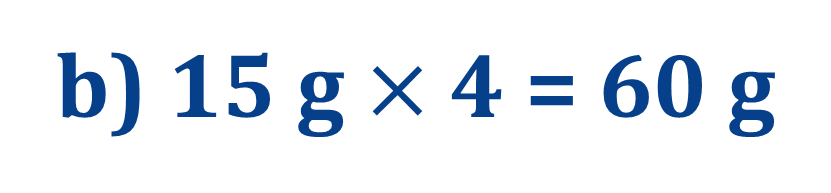 b) 15 g × 4 = 60 g